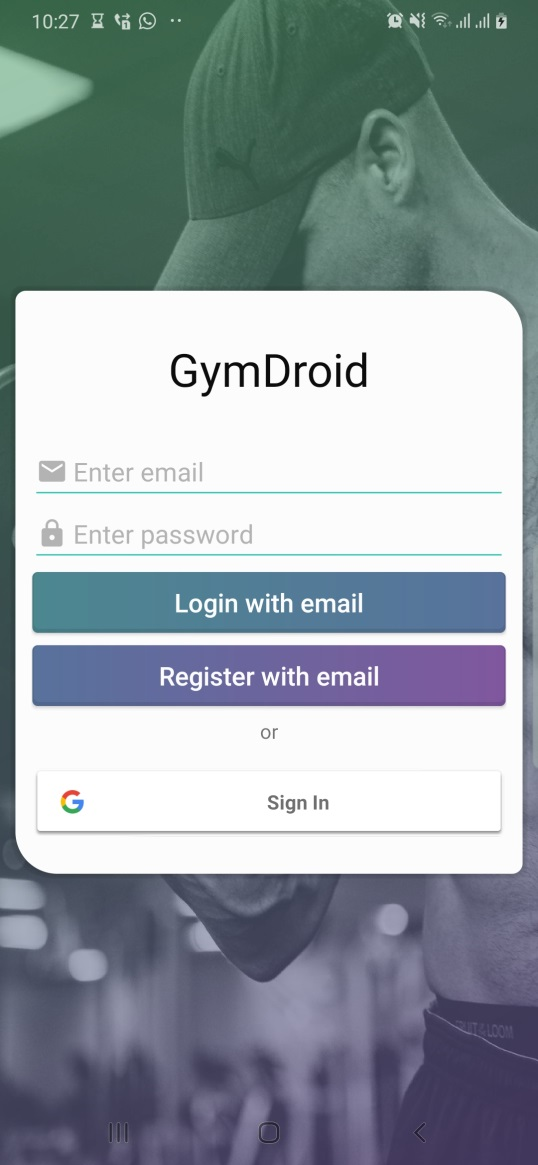 10:27
GymDroid
Enter email
Enter password
Login with email
Register with email
or
Sign In